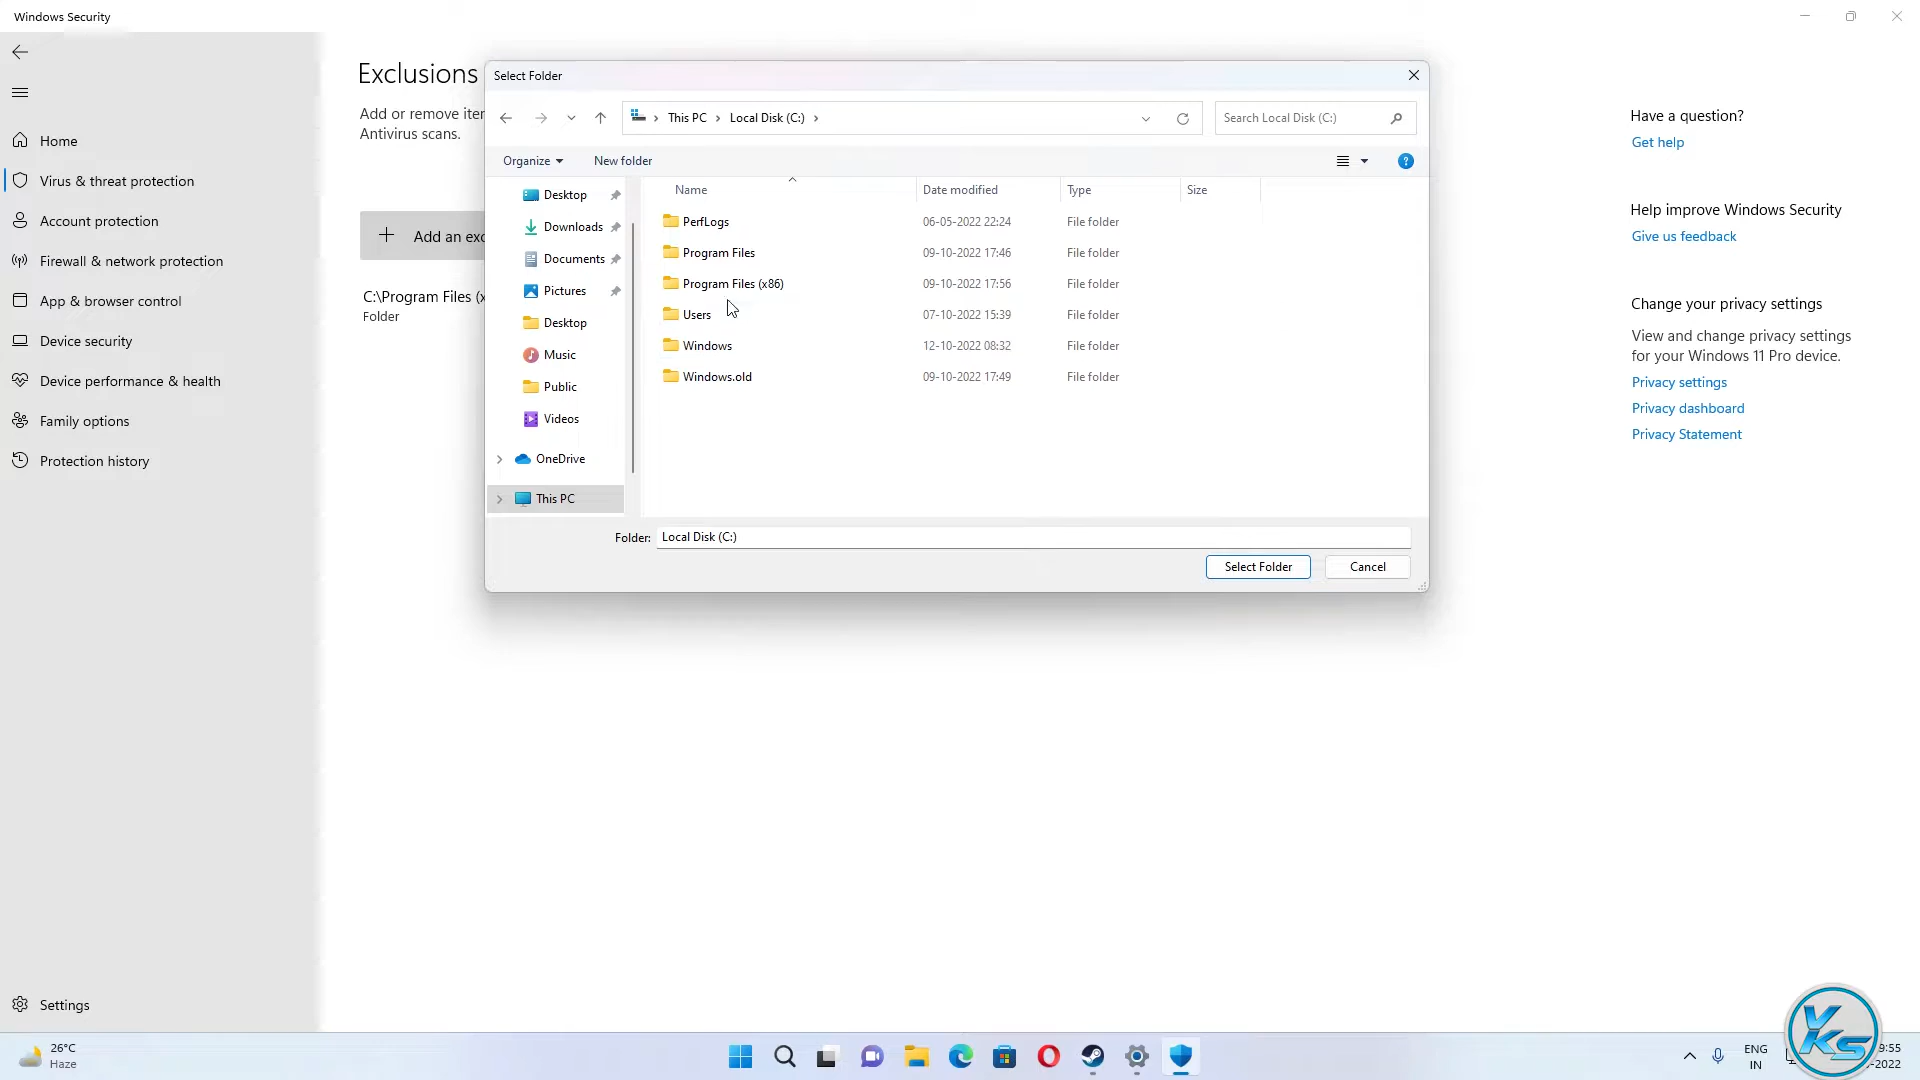 Windows Security
Home
Virus & threat protection
Account protection
Firewall & network protection
App & browser control
Device security
Device performance & health
Family options
Protection history
Settings
Exclusions
Add or remove
Antivirus scans.
Add an
C:\Program Files
Folder
Select Folder
This PC
Local Disk (C:)
Search Local Disk (C:)
Organize
New folder
?
Name
Date modified
Type
Size
Desktop
Downloads
Documents
Pictures
Desktop
Music
Public
Videos
OneDrive
This PC
PerfLogs 06-05-2022 22:24 File folder
Program Files 09-10-2022 17:46 File folder
Program Files (x86) 09-10-2022 17:56 File folder
Users 07-10-2022 15:39 File folder
Windows 12-10-2022 08:32 File folder
Windows.old 09-10-2022 17:49 File folder
Folder: Local Disk (C:)
Select Folder
Cancel
Have a question?
Get help
Help improve Windows Security
Give us feedback
Change your privacy settings
View and change privacy settings
for your Windows 11 Pro device.
Privacy settings
Privacy dashboard
Privacy Statement
26°C
Haze
ENG
IN
9:55
-2022
YKS